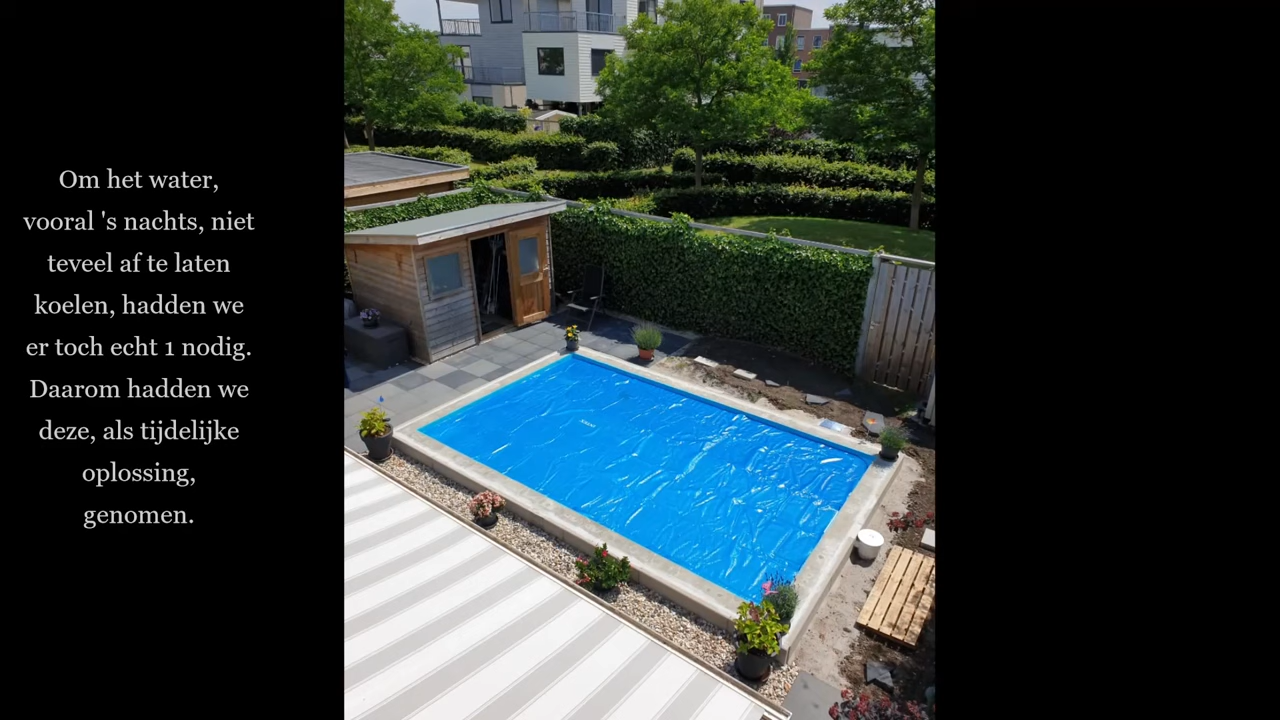 Om het water,
vooral 's nachts, niet
teveel af te laten
koelen, hadden we
er toch echt 1 nodig.
Daarom hadden we
deze, als tijdelijke
oplossing,
genomen.